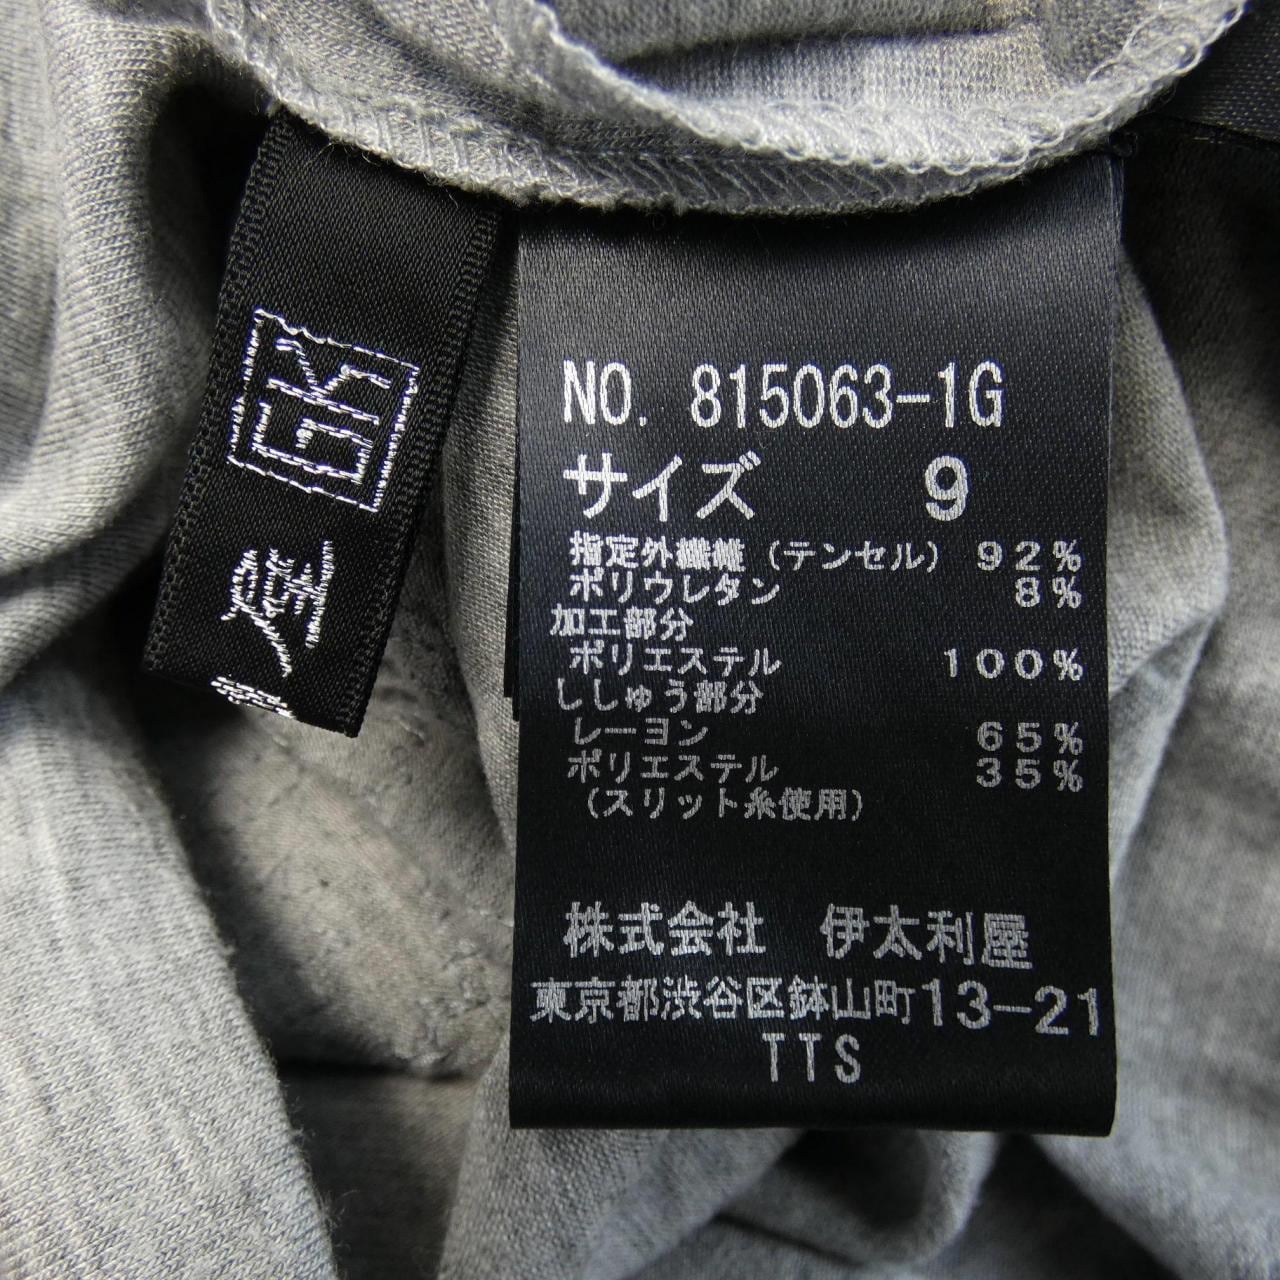 GK
NO. 815063-1G
サイズ 9
指定外繊維(テンセル) 92%
ポリウレタン 8%
加工部分
ポリエステル 100%
ししゅう部分
レーヨン 65%
ポリエステル 35%
(スリット糸使用)
株式会社 伊太利屋
東京都渋谷区鉢山町13-21
TTS